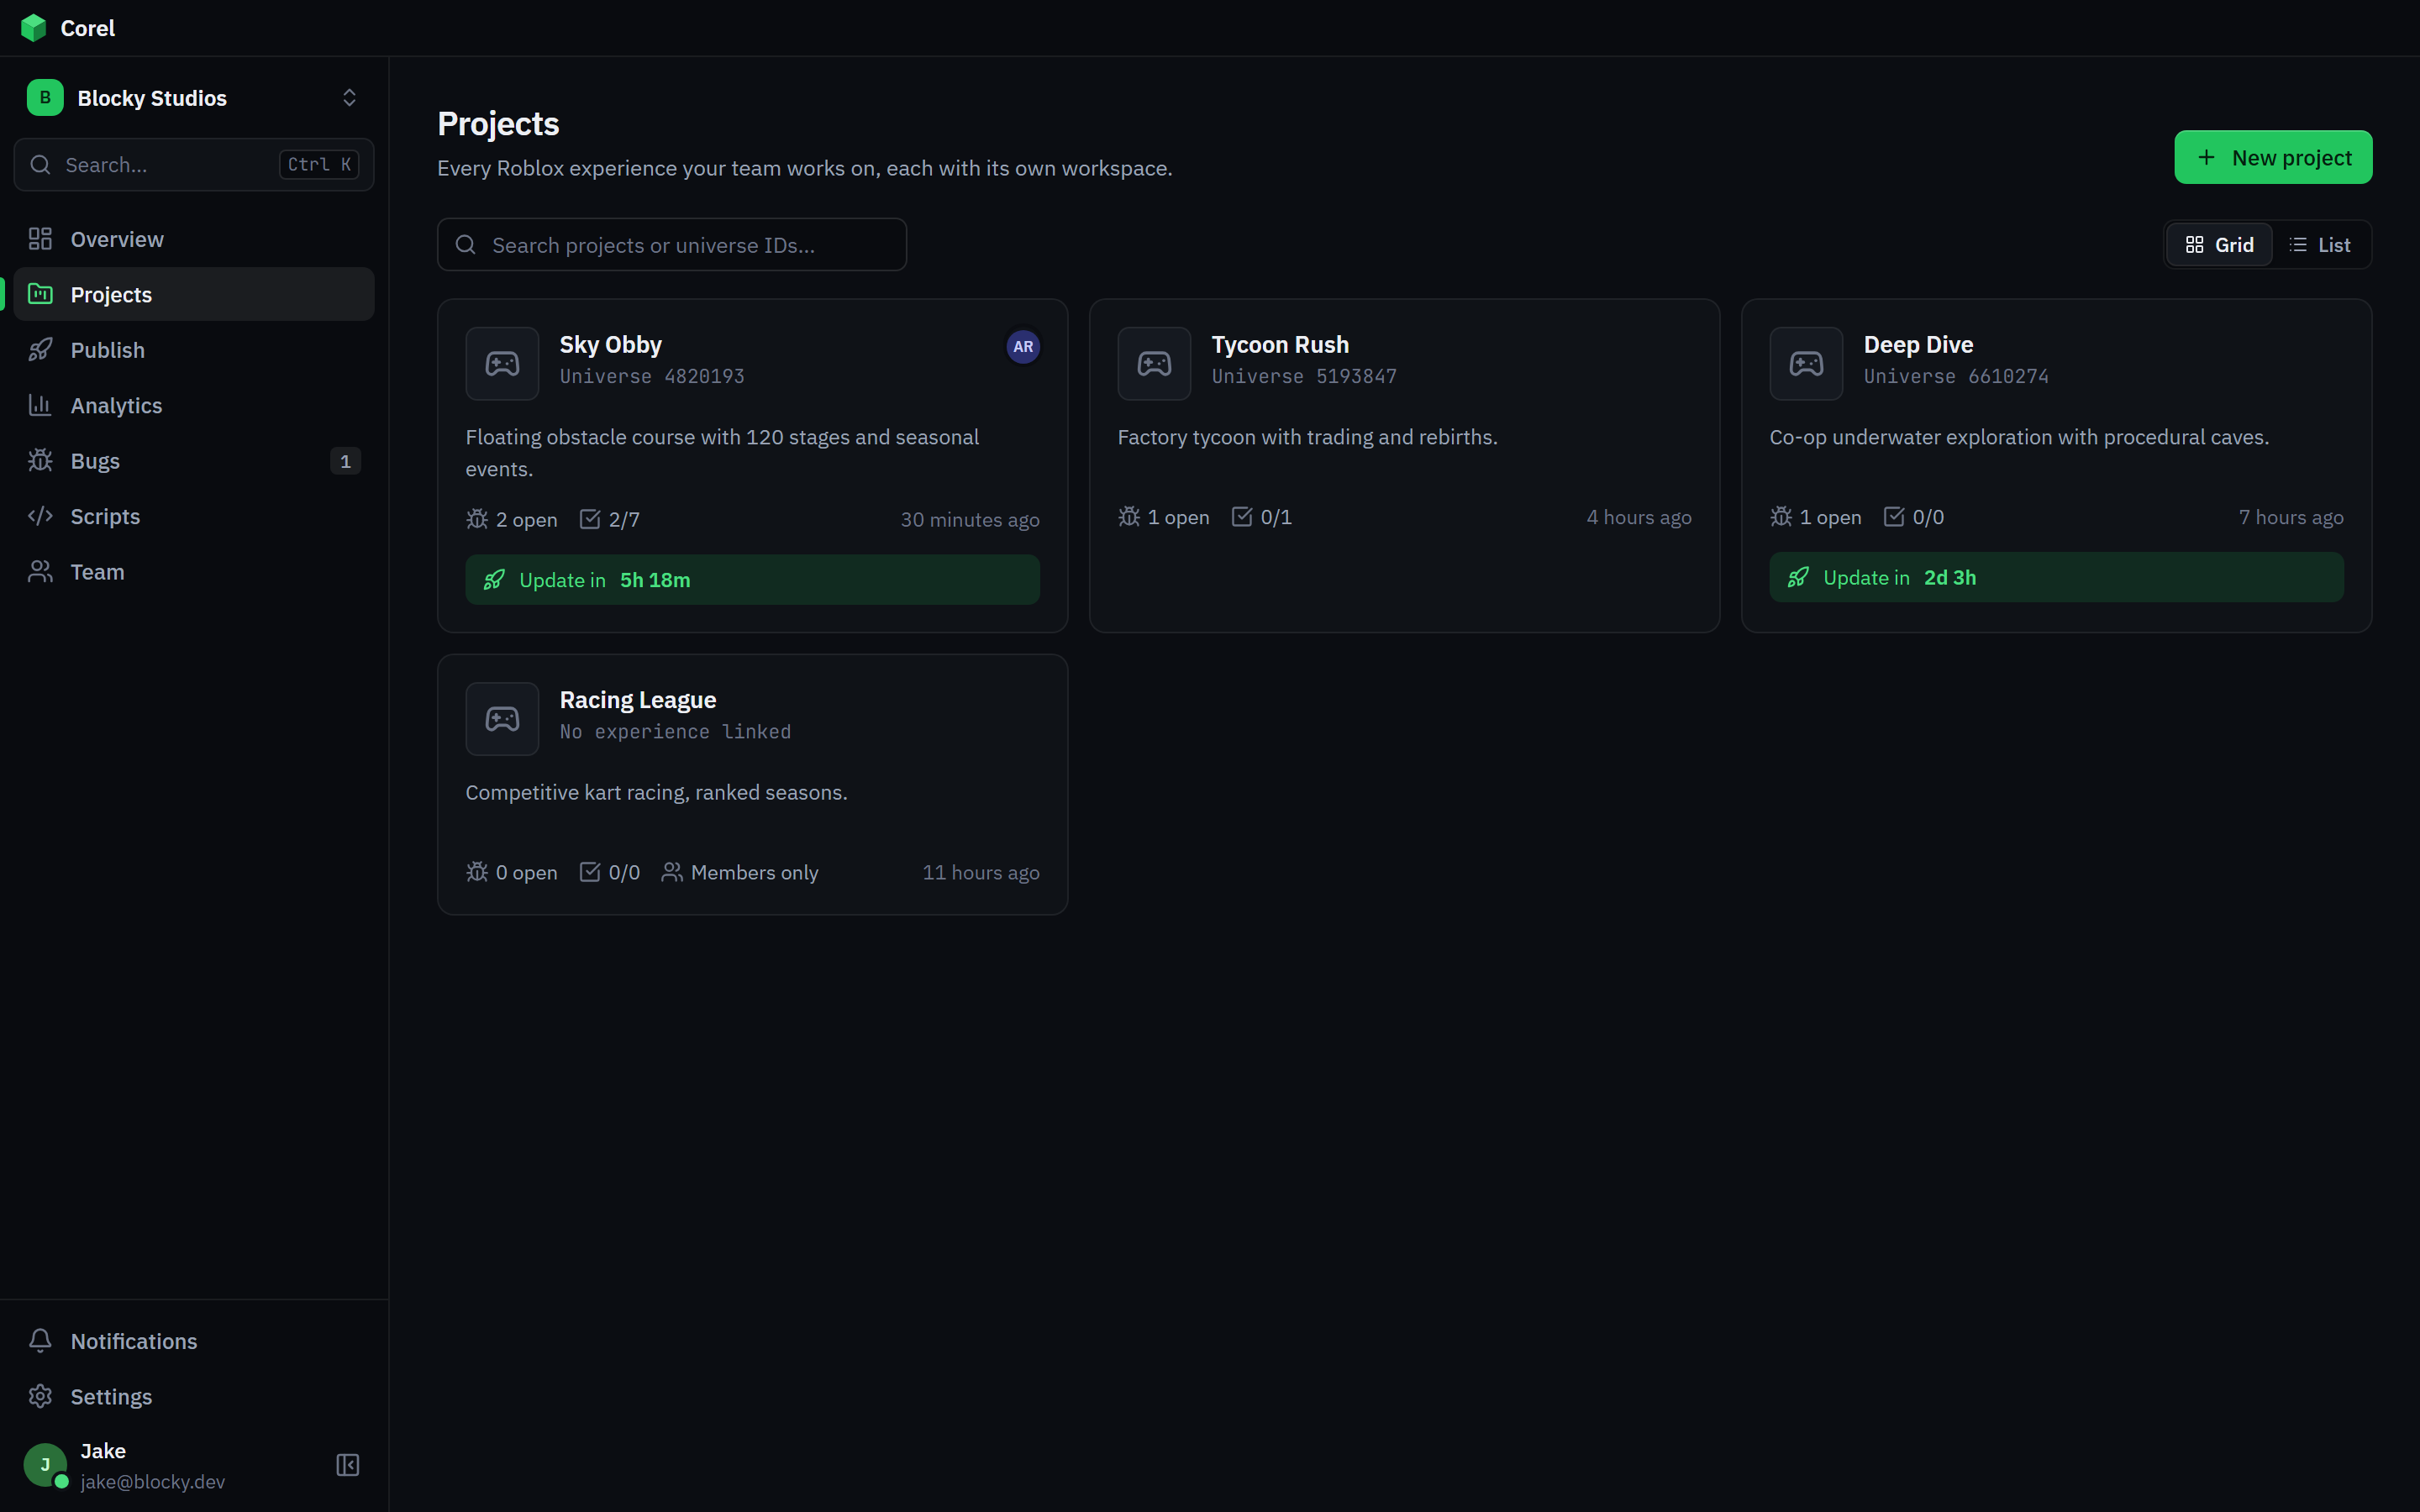 Corel
B
Blocky Studios
Search...
Ctrl K
Overview
Projects
Publish
Analytics
Bugs
1
Scripts
Team
Notifications
Settings
J
Jake
jake@blocky.dev
Projects
Every Roblox experience your team works on, each with its own workspace.
New project
Search projects or universe IDs...
Grid
List
Sky Obby
Universe 4820193
AR
Floating obstacle course with 120 stages and seasonal
events.
2 open 2/7 30 minutes ago
Update in 5h 18m
Tycoon Rush
Universe 5193847
Factory tycoon with trading and rebirths.
1 open 0/1 4 hours ago
Deep Dive
Universe 6610274
Co-op underwater exploration with procedural caves.
1 open 0/0 7 hours ago
Update in 2d 3h
Racing League
No experience linked
Competitive kart racing, ranked seasons.
0 open 0/0 Members only 11 hours ago